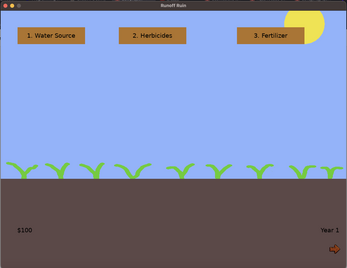 Runoff Ruin
1. Water Source
2. Herbicides
3. Fertilizer
$100
Year 1